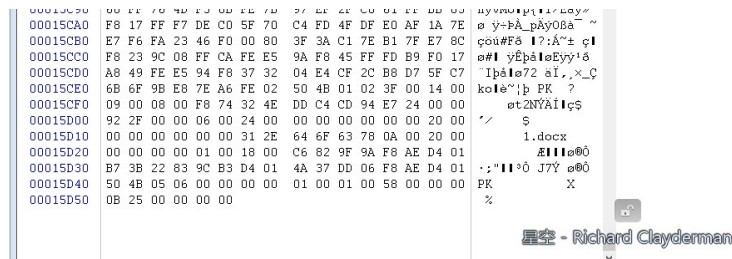 00015CA0 F8 17 FF F7 DE C0 5F 70 C4 FD 4F DF E0 AF 1A 7E
00015CB0 E7 F6 FA 23 46 F0 00 80 3F 3A C1 7E B1 7F E7 8C
00015CC0 F8 23 9C 08 FF CA FE E5 9A F8 45 FF FD B9 F0 17
00015CD0 A8 49 FE E5 94 F8 37 32 04 E4 CF 2C B8 D7 5F C7
00015CE0 6B 6F 9B E8 7E A6 FE 02 50 4B 01 02 3F 00 14 00
00015CF0 09 00 08 00 F8 74 32 4E DD C4 CD 94 E7 24 00 00
00015D00 92 2F 00 00 06 00 24 00 00 00 00 00 00 00 20 00
00015D10 00 00 00 00 00 00 31 2E 64 6F 63 78 0A 00 20 00 1.docx
00015D20 00 00 00 00 01 00 18 00 C6 82 9F 9A F8 AE D4 01
00015D30 B7 3B 22 83 9C B3 D4 01 4A 37 DD 06 F8 AE D4 01
00015D40 50 4B 05 06 00 00 00 00 01 00 01 00 58 00 00 00 PK X
00015D50 0B 25 00 00 00 00 %
星空 - Richard Clayderman